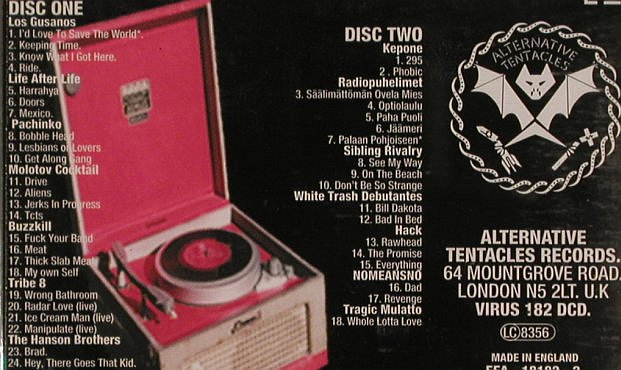 DISC ONE
Los Gusanos
1. I'd Love To Save The World*.
2. Keeping Time.
3. Know What I Got Here.
4. Ride.
Life After Life
5. Harrahya
6. Doors
7. Mexico.
Pachinko
8. Bobble Head
9. Lesbians or Lovers
10. Get Along Gang
Molotov Cocktail
11. Drive
12. Aliens
13. Jerks In Progress
14. Tcts
Buzzkill
15. Fuck Your Band
16. Meat
17. Thick Slab Meat
18. My own Self
Tribe 8
19. Wrong Bathroom
20. Radar Love (live)
21. Ice Cream Man (live)
22. Manipulate (live)
The Hanson Brothers
23. Brad.
24. Hey, There Goes That Kid.
DISC TWO
Kepone
1. 295
2 . Phobic
Radiopuhelimet
3. Säälimättömän Ovela Mies
4. Optiolaulu
5. Paha Puoli
6. Jäämeri
7. Palaan Pohjoiseen*
Sibling Rivalry
8. See My Way
9. On The Beach
10. Don't Be So Strange
White Trash Debutantes
11. Bill Dakota
12. Bad In Bed
Hack
13. Rawhead
14. The Promise
15. Everything
NOMEANSNO
16. Dad
17. Revenge
Tragic Mulatto
18. Whole Lotta Love
ALTERNATIVE
TENTACLES
ALTERNATIVE
TENTACLES RECORDS.
64 MOUNTGROVE ROAD.
LONDON N5 2LT. U.K
VIRUS 182 DCD.
LC 8356
MADE IN ENGLAND
EFA - 18182 - 2